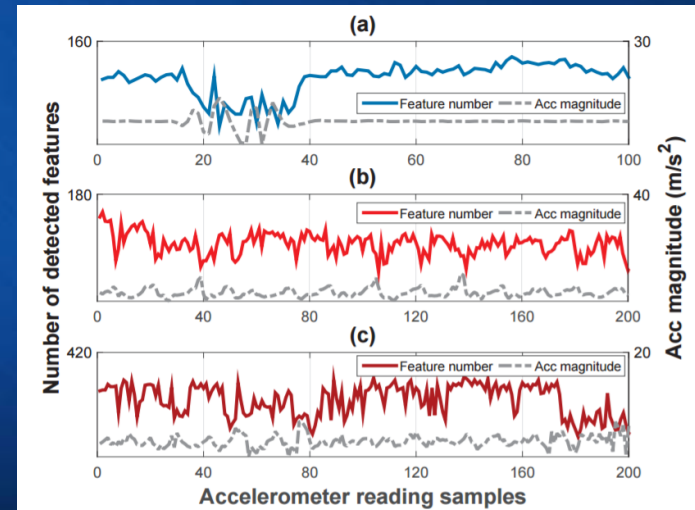 (a)
160
30
Feature number
Acc magnitude
0
20
40
60
80
100
(b)
180
40
Feature number
Acc magnitude
0
40
80
120
160
200
(c)
420
20
Feature number
Acc magnitude
0
40
80
120
160
200
Number of detected features
Acc magnitude (m/s²)
Accelerometer reading samples